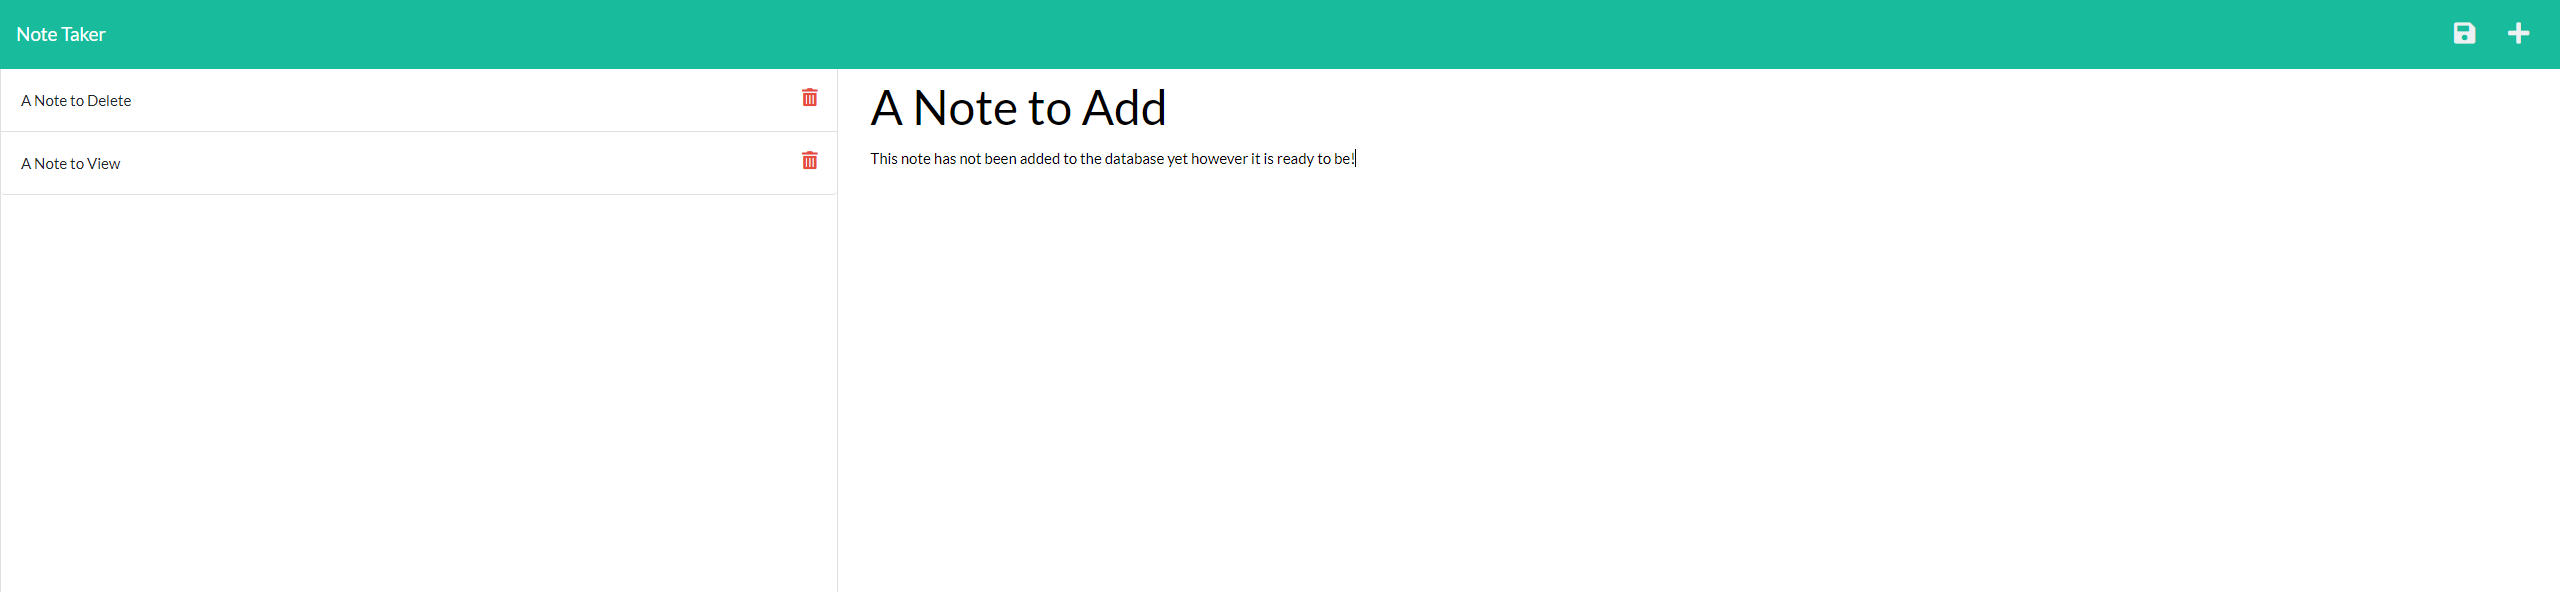 Note Taker
A Note to Delete
A Note to View
A Note to Add
This note has not been added to the database yet however it is ready to be!